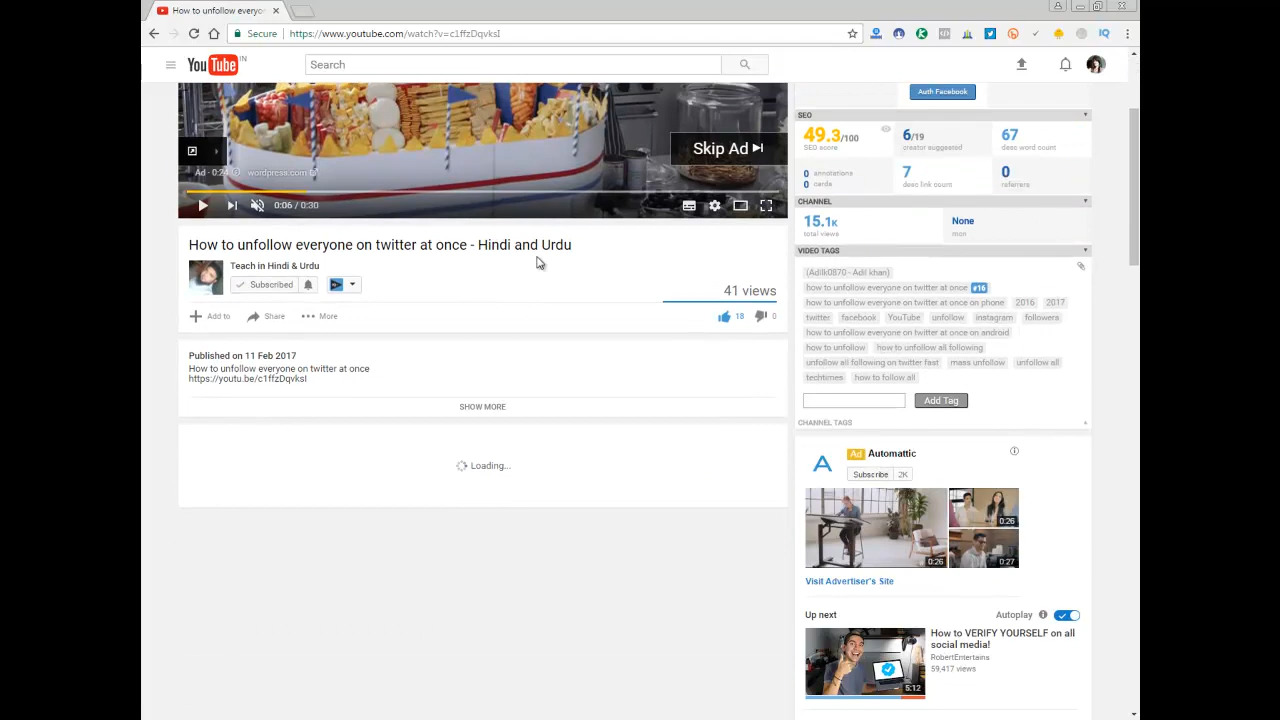 How to unfollow everyo
Secure
https://www.youtube.com/watch?v=c1ffzDqvksI
YouTube IN
Search
Skip Ad
Ad · 0:24
wordpress.com
0:06 / 0:30
How to unfollow everyone on twitter at once - Hindi and Urdu
Teach in Hindi & Urdu
Subscribed
41 views
Add to
Share
More
18
0
Published on 11 Feb 2017
How to unfollow everyone on twitter at once
https://youtu.be/c1ffzDqvksI
SHOW MORE
Loading...
Auth Facebook
SEO
49.3/100
SEO score
6/19
creator suggested
67
desc word count
0 annotations
0 cards
7
desc link count
0
referrers
CHANNEL
15.1K
total views
None
mcn
VIDEO TAGS
(Adilk0870 - Adil khan)
how to unfollow everyone on twitter at once #16
how to unfollow everyone on twitter at once on phone 2016 2017
twitter facebook YouTube unfollow instagram followers
how to unfollow everyone on twitter at once on android
how to unfollow how to unfollow all following
unfollow all following on twitter fast mass unfollow unfollow all
techtimes how to follow all
Add Tag
CHANNEL TAGS
Ad Automattic
Subscribe 2K
0:26
0:26
0:27
Visit Advertiser's Site
Up next
Autoplay
How to VERIFY YOURSELF on all
social media!
RobertEntertains
59,417 views
5:12